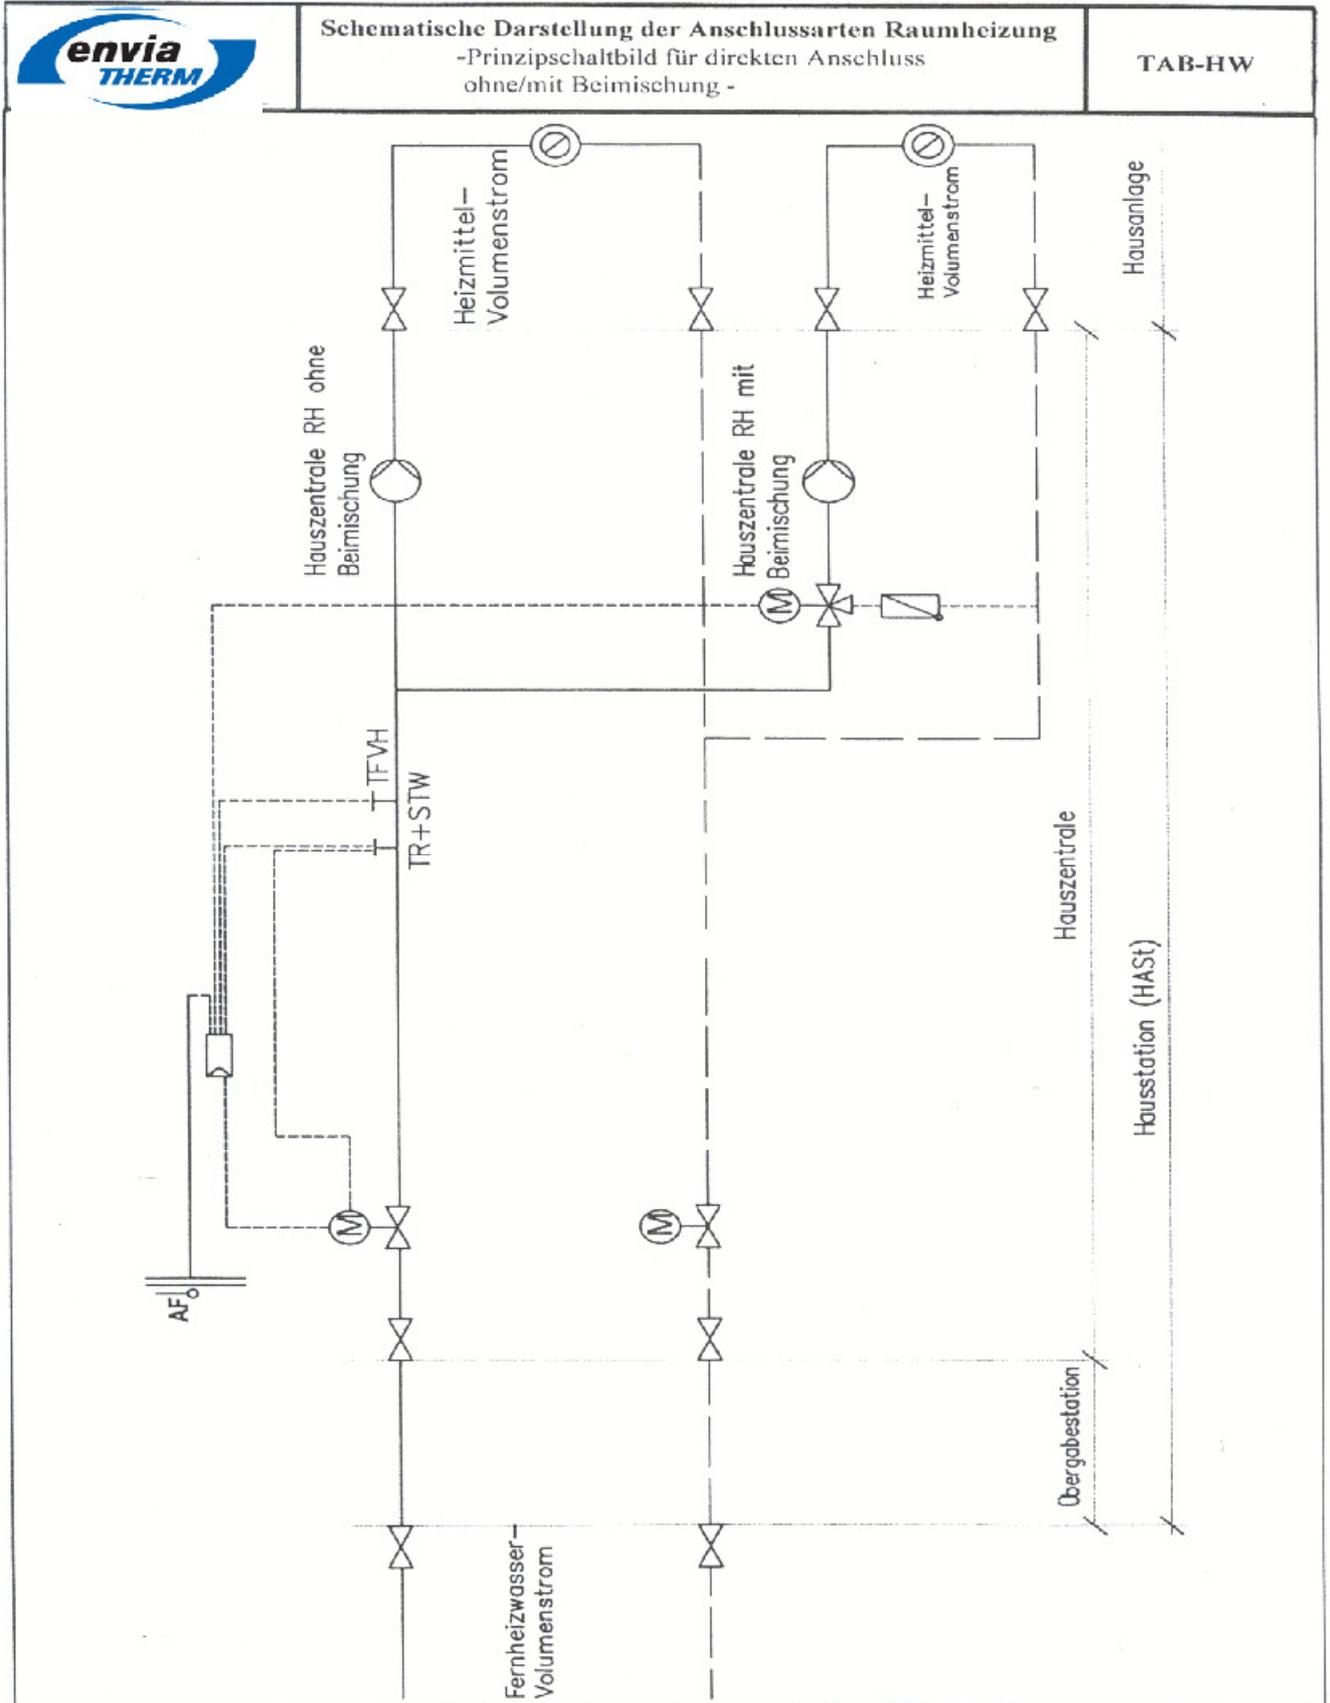 envia
THERM
Schematische Darstellung der Anschlussarten Raumheizung
-Prinzipschaltbild für direkten Anschluss
ohne/mit Beimischung -
TAB-HW
Heizmittel-
Volumenstrom
Heizmittel-
Volumenstrom
Hausanlage
Hauszentrale RH ohne
Beimischung
Hauszentrale RH mit
Beimischung
M
TFVH
TR+STW
Hauszentrale
Hausstation (HASt)
M
M
AF
Übergabestation
Fernheizwasser-
Volumenstrom